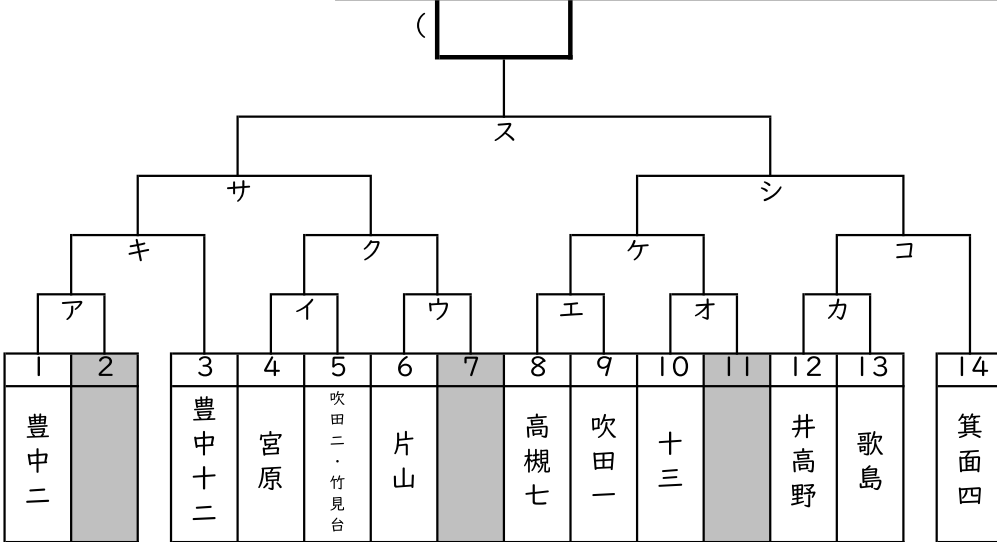 (
ス
サ シ
キ ク ケ コ
ア イ ウ エ オ カ
1 2 3 4 5 6 7 8 9 10 11 12 13 14
豊中二
豊中十二
宮原
吹田二・竹見台
片山
高槻七
吹田一
十三
井高野
歌島
箕面四